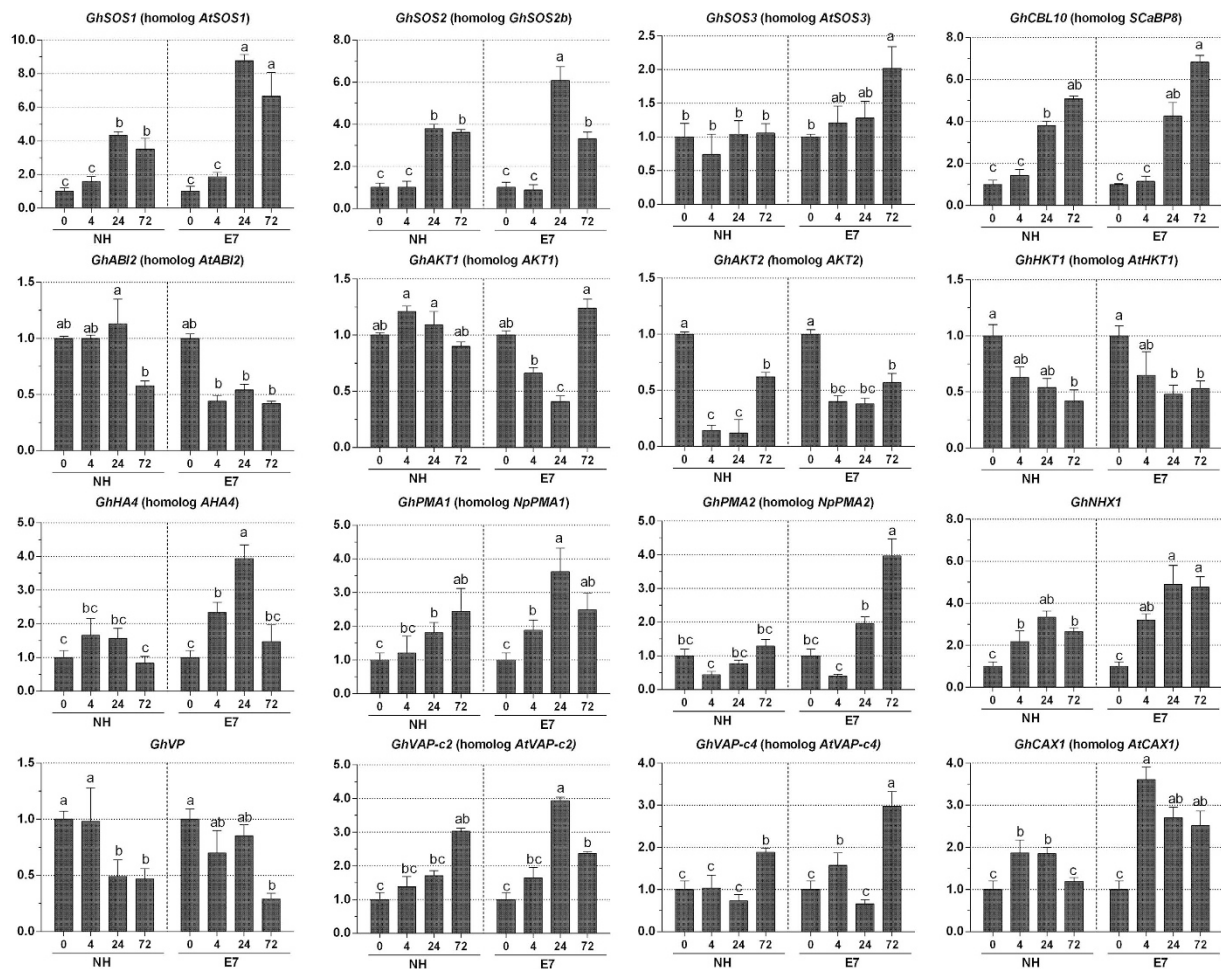 GhSOS1 (homolog AtSOS1)
10.0
8.0
6.0
4.0
2.0
0.0
c c b b c c a a
0 4 24 72 0 4 24 72
NH E7
GhSOS2 (homolog GhSOS2b)
8.0
6.0
4.0
2.0
0.0
c c b b c c a b
0 4 24 72 0 4 24 72
NH E7
GhSOS3 (homolog AtSOS3)
2.5
2.0
1.5
1.0
0.5
0.0
b b b b b ab ab a
0 4 24 72 0 4 24 72
NH E7
GhCBL10 (homolog SCaBP8)
8.0
6.0
4.0
2.0
0.0
c c b ab c c ab a
0 4 24 72 0 4 24 72
NH E7
GhABI2 (homolog AtABI2)
1.5
1.0
0.5
0.0
ab ab a b ab b b b
0 4 24 72 0 4 24 72
NH E7
GhAKT1 (homolog AKT1)
1.5
1.0
0.5
0.0
ab a ab ab ab b c a
0 4 24 72 0 4 24 72
NH E7
GhAKT2 (homolog AKT2)
1.5
1.0
0.5
0.0
a c c b a bc bc b
0 4 24 72 0 4 24 72
NH E7
GhHKT1 (homolog AtHKT1)
1.5
1.0
0.5
0.0
a ab ab b a ab b b
0 4 24 72 0 4 24 72
NH E7
GhHA4 (homolog AHA4)
5.0
4.0
3.0
2.0
1.0
0.0
c bc bc c c b a bc
0 4 24 72 0 4 24 72
NH E7
GhPMA1 (homolog NpPMA1)
5.0
4.0
3.0
2.0
1.0
0.0
c bc b ab c b a ab
0 4 24 72 0 4 24 72
NH E7
GhPMA2 (homolog NpPMA2)
5.0
4.0
3.0
2.0
1.0
0.0
bc c bc bc bc c b a
0 4 24 72 0 4 24 72
NH E7
GhNHX1
8.0
6.0
4.0
2.0
0.0
c b ab b c ab a a
0 4 24 72 0 4 24 72
NH E7
GhVP
1.5
1.0
0.5
0.0
a a b b a ab ab b
0 4 24 72 0 4 24 72
NH E7
GhVAP-c2 (homolog AtVAP-c2)
5.0
4.0
3.0
2.0
1.0
0.0
c bc bc ab c bc a b
0 4 24 72 0 4 24 72
NH E7
GhVAP-c4 (homolog AtVAP-c4)
4.0
3.0
2.0
1.0
0.0
c c c b c b c a
0 4 24 72 0 4 24 72
NH E7
GhCAX1 (homolog AtCAX1)
4.0
3.0
2.0
1.0
0.0
c b b c c a ab ab
0 4 24 72 0 4 24 72
NH E7